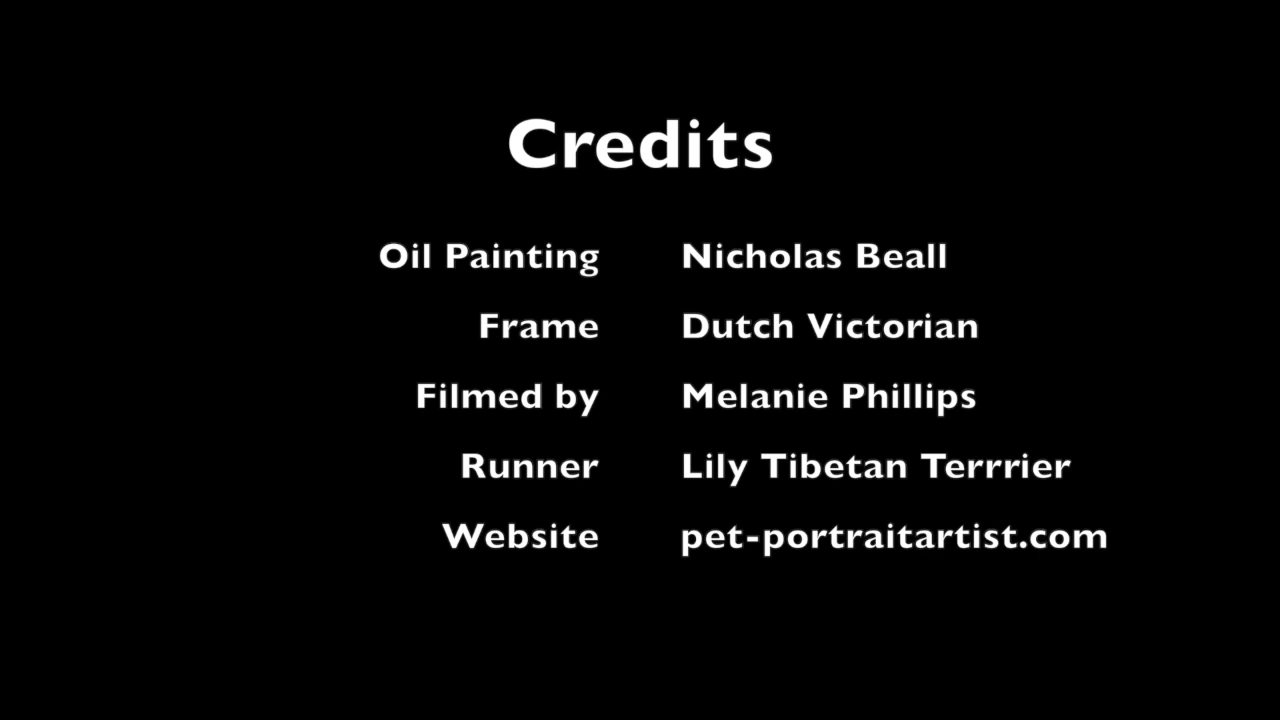 Credits
Oil Painting Nicholas Beall
Frame Dutch Victorian
Filmed by Melanie Phillips
Runner Lily Tibetan Terrrier
Website pet-portraitartist.com